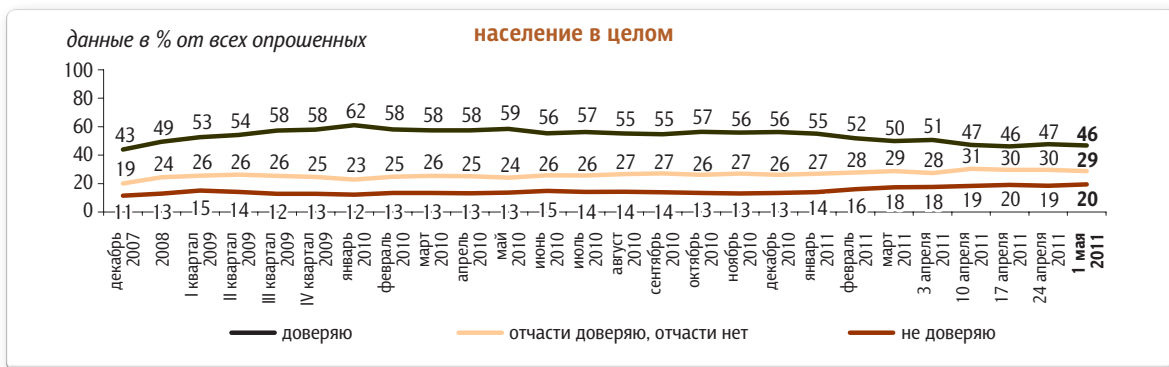 данные в % от всех опрошенных
население в целом
100
80
60
40
20
0
43 49 53 54 58 58 62 58 58 58 59 56 57 55 55 57 56 56 55 52 50 51 47 46 47 46
19 24 26 26 26 25 23 25 26 25 24 26 26 27 27 26 27 26 27 28 29 28 31 30 30 29
11 13 15 14 12 13 12 13 13 13 13 15 14 14 14 13 13 13 14 16 18 18 19 20 19 20
декабрь
2007
2008
I квартал
2009
II квартал
2009
III квартал
2009
IV квартал
2009
январь
2010
февраль
2010
март
2010
апрель
2010
май
2010
июнь
2010
июль
2010
август
2010
сентябрь
2010
октябрь
2010
ноябрь
2010
декабрь
2010
январь
2011
февраль
2011
март
2011
3 апреля
2011
10 апреля
2011
17 апреля
2011
24 апреля
2011
1 мая
2011
доверяю
отчасти доверяю, отчасти нет
не доверяю